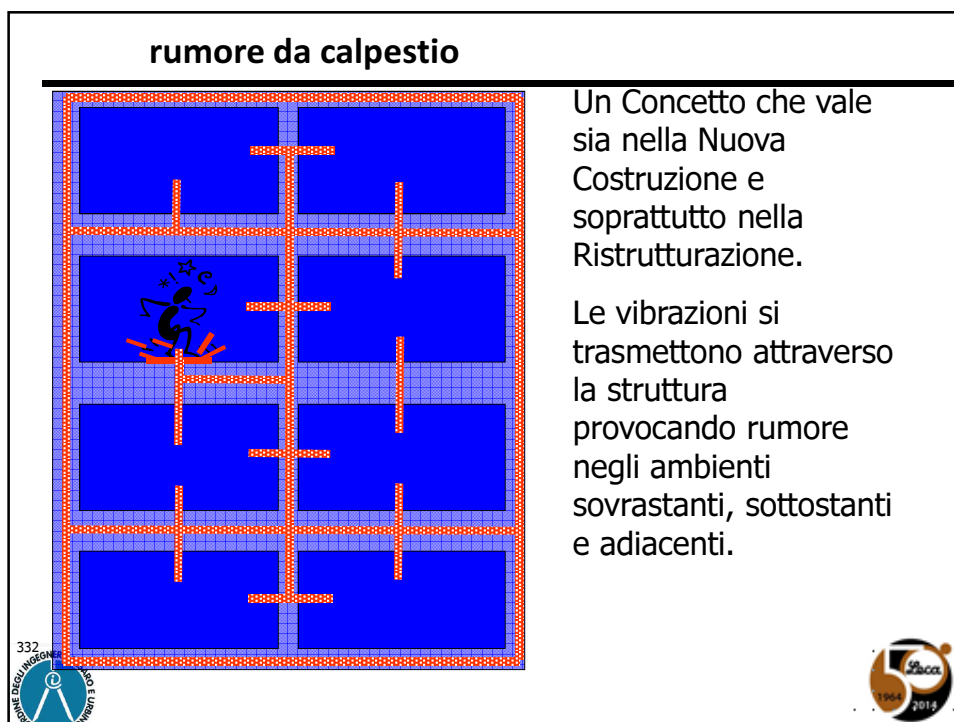 rumore da calpestio
Un Concetto che vale
sia nella Nuova
Costruzione e
soprattutto nella
Ristrutturazione.
Le vibrazioni si
trasmettono attraverso
la struttura
provocando rumore
negli ambienti
sovrastanti, sottostanti
e adiacenti.
332
Leca
1964
2014